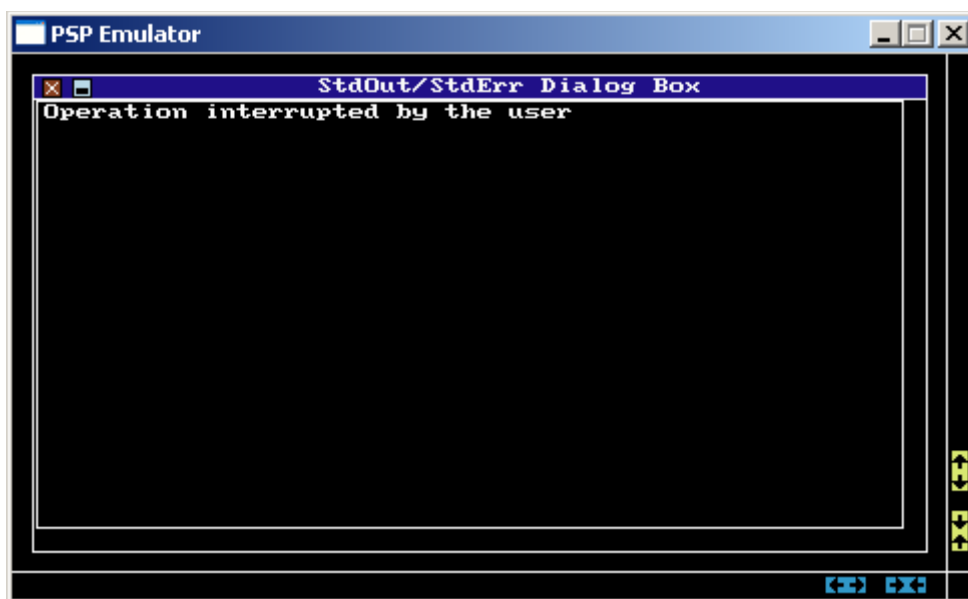 PSP Emulator
StdOut/StdErr Dialog Box
Operation interrupted by the user